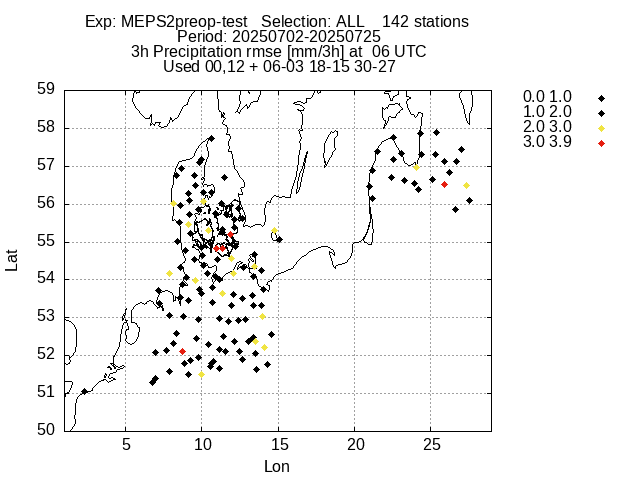 Exp: MEPS2preop-test   Selection: ALL    142 stations
Period: 20250702-20250725
3h Precipitation rmse [mm/3h] at  06 UTC
Used 00,12 + 06-03 18-15 30-27
0.0 1.0
1.0 2.0
2.0 3.0
3.0 3.9
59
58
57
56
55
54
53
52
51
50
Lat
5 10 15 20 25
Lon